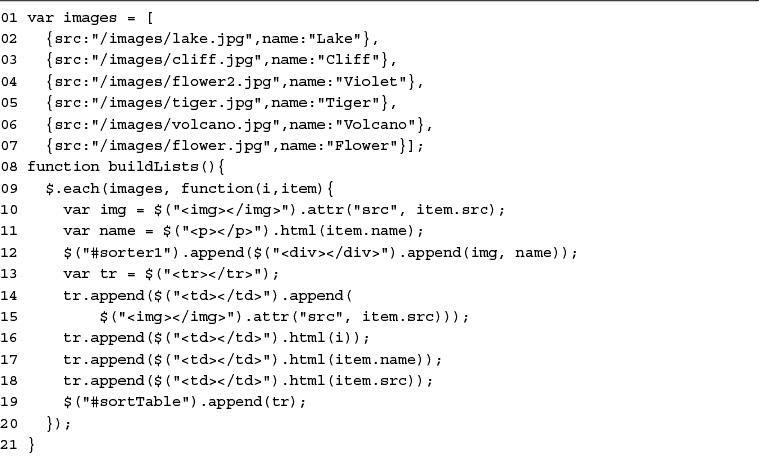 01 var images = [
02   {src:"/images/lake.jpg",name:"Lake"},
03   {src:"/images/cliff.jpg",name:"Cliff"},
04   {src:"/images/flower2.jpg",name:"Violet"},
05   {src:"/images/tiger.jpg",name:"Tiger"},
06   {src:"/images/volcano.jpg",name:"Volcano"},
07   {src:"/images/flower.jpg",name:"Flower"}];
08 function buildLists(){
09   $.each(images, function(i,item){
10     var img = $("<img></img>").attr("src", item.src);
11     var name = $("<p></p>").html(item.name);
12     $("#sorter1").append($("<div></div>").append(img, name));
13     var tr = $("<tr></tr>");
14     tr.append($("<td></td>").append(
15         $("<img></img>").attr("src", item.src)));
16     tr.append($("<td></td>").html(i));
17     tr.append($("<td></td>").html(item.name));
18     tr.append($("<td></td>").html(item.src));
19     $("#sortTable").append(tr);
20   });
21 }